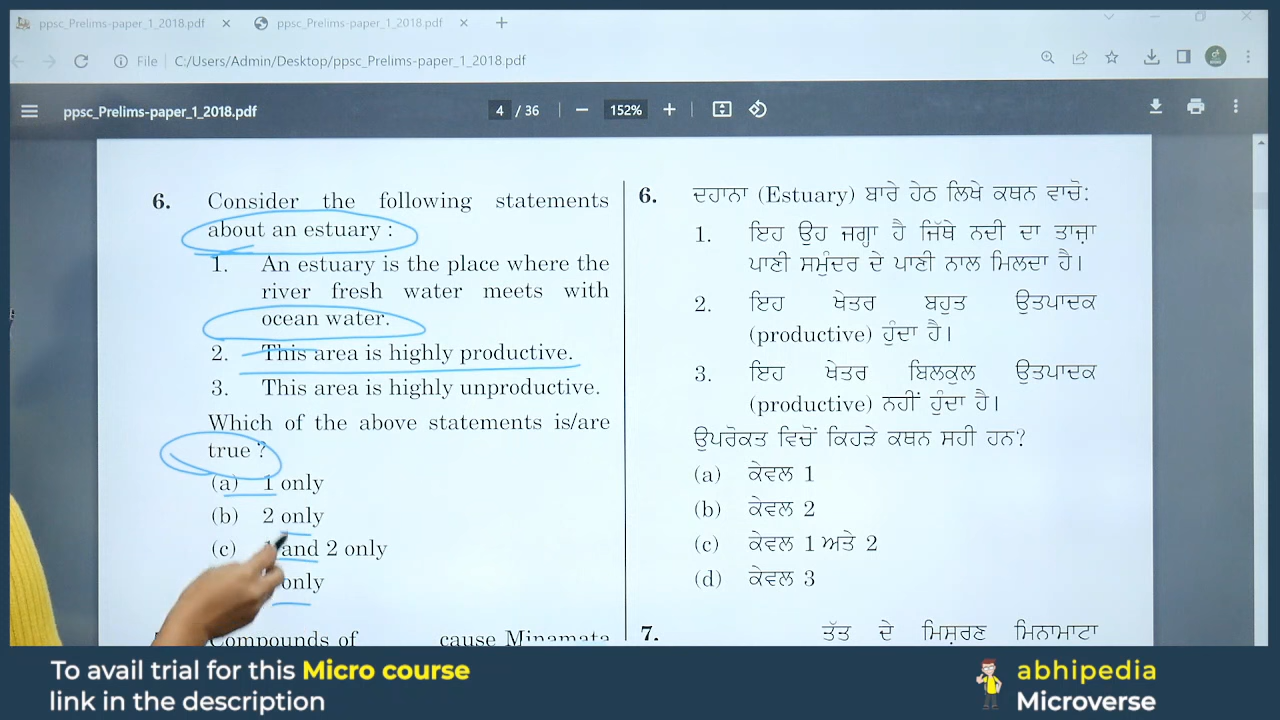 ppsc_Prelims-paper_1_2018.pdf
ppsc_Prelims-paper_1_2018.pdf
File C:/Users/Admin/Desktop/ppsc_Prelims-paper_1_2018.pdf
ppsc_Prelims-paper_1_2018.pdf 4 / 36 152%
6. Consider the following statements
about an estuary :
1. An estuary is the place where the
river fresh water meets with
ocean water.
2. This area is highly productive.
3. This area is highly unproductive.
Which of the above statements is/are
true ?
(a) 1 only
(b) 2 only
(c) and 2 only
only
Compounds of cause Minamata
6. ਦਹਾਨਾ (Estuary) ਬਾਰੇ ਹੇਠ ਲਿਖੇ ਕਥਨ ਵਾਚੋ:
1. ਇਹ ਉਹ ਜਗ੍ਹਾ ਹੈ ਜਿੱਥੇ ਨਦੀ ਦਾ ਤਾਜ਼ਾ
ਪਾਣੀ ਸਮੁੰਦਰ ਦੇ ਪਾਣੀ ਨਾਲ ਮਿਲਦਾ ਹੈ।
2. ਇਹ ਖੇਤਰ ਬਹੁਤ ਉਤਪਾਦਕ
(productive) ਹੁੰਦਾ ਹੈ।
3. ਇਹ ਖੇਤਰ ਬਿਲਕੁਲ ਉਤਪਾਦਕ
(productive) ਨਹੀਂ ਹੁੰਦਾ ਹੈ।
ਉਪਰੋਕਤ ਵਿਚੋਂ ਕਿਹੜੇ ਕਥਨ ਸਹੀ ਹਨ?
(a) ਕੇਵਲ 1
(b) ਕੇਵਲ 2
(c) ਕੇਵਲ 1 ਅਤੇ 2
(d) ਕੇਵਲ 3
7. ਤੱਤ ਦੇ ਮਿਸ਼ਰਣ ਮਿਨਾਮਾਟਾ
To avail trial for this Micro course
link in the description
abhipedia
Microverse